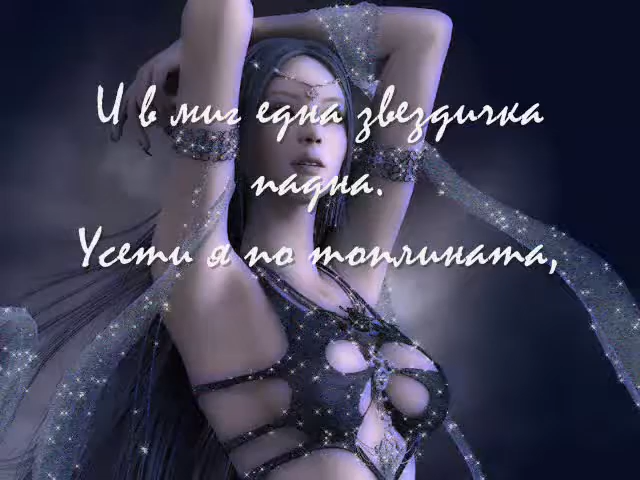 И в миг една звездичка
падна.
Усети я по топлината,